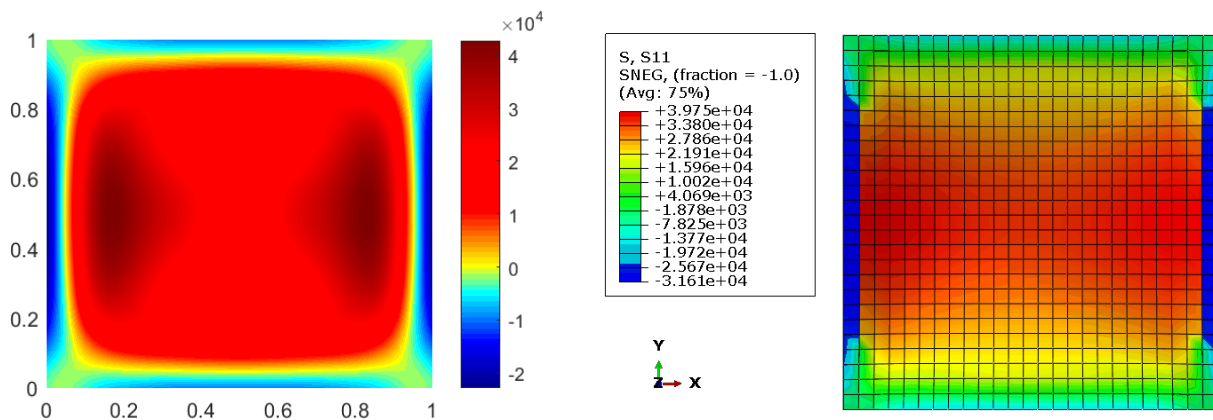 ×10⁴
1
0.8
0.6
0.4
0.2
0
0 0.2 0.4 0.6 0.8 1
4
3
2
1
0
-1
-2
S, S11
SNEG, (fraction = -1.0)
(Avg: 75%)
+3.975e+04
+3.380e+04
+2.786e+04
+2.191e+04
+1.596e+04
+1.002e+04
+4.069e+03
-1.878e+03
-7.825e+03
-1.377e+04
-1.972e+04
-2.567e+04
-3.161e+04
Y
Z X